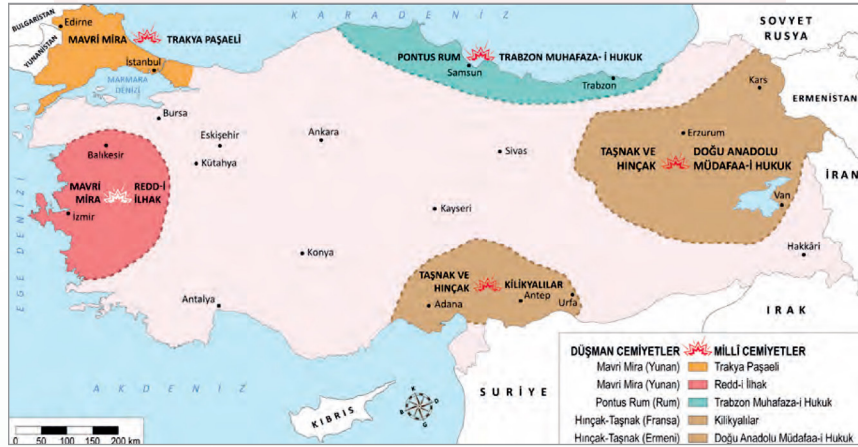 BULGARİSTAN
YUNANİSTAN
Edirne
MAVRİ MİRA
TRAKYA PAŞAELİ
İstanbul
MARMARA
DENİZİ
KARADENİZ
PONTUS RUM
TRABZON MUHAFAZA- İ HUKUK
Samsun
Trabzon
SOVYET
RUSYA
Kars
ERMENİSTAN
Bursa
Eskişehir
Ankara
Sivas
Erzurum
Balıkesir
Kütahya
TAŞNAK VE
HINÇAK
DOĞU ANADOLU
MÜDAFAA-İ HUKUK
İRAN
MAVRİ
MİRA
REDD-İ
İLHAK
İzmir
EGE DENİZİ
Kayseri
Van
Konya
Hakkâri
TAŞNAK VE
HINÇAK
KİLİKYALILAR
Antalya
Adana
Antep
Urfa
IRAK
AKDENİZ
KIBRIS
K
D
B
G
SURİYE
DÜŞMAN CEMİYETLER
MİLLÎ CEMİYETLER
Mavri Mira (Yunan)
Trakya Paşaeli
Mavri Mira (Yunan)
Redd-i İlhak
Pontus Rum (Rum)
Trabzon Muhafaza-i Hukuk
Hınçak-Taşnak (Fransa)
Kilikyalılar
Hınçak-Taşnak (Ermeni)
Doğu Anadolu Müdafaa-i Hukuk
0 50 100 150 200 km